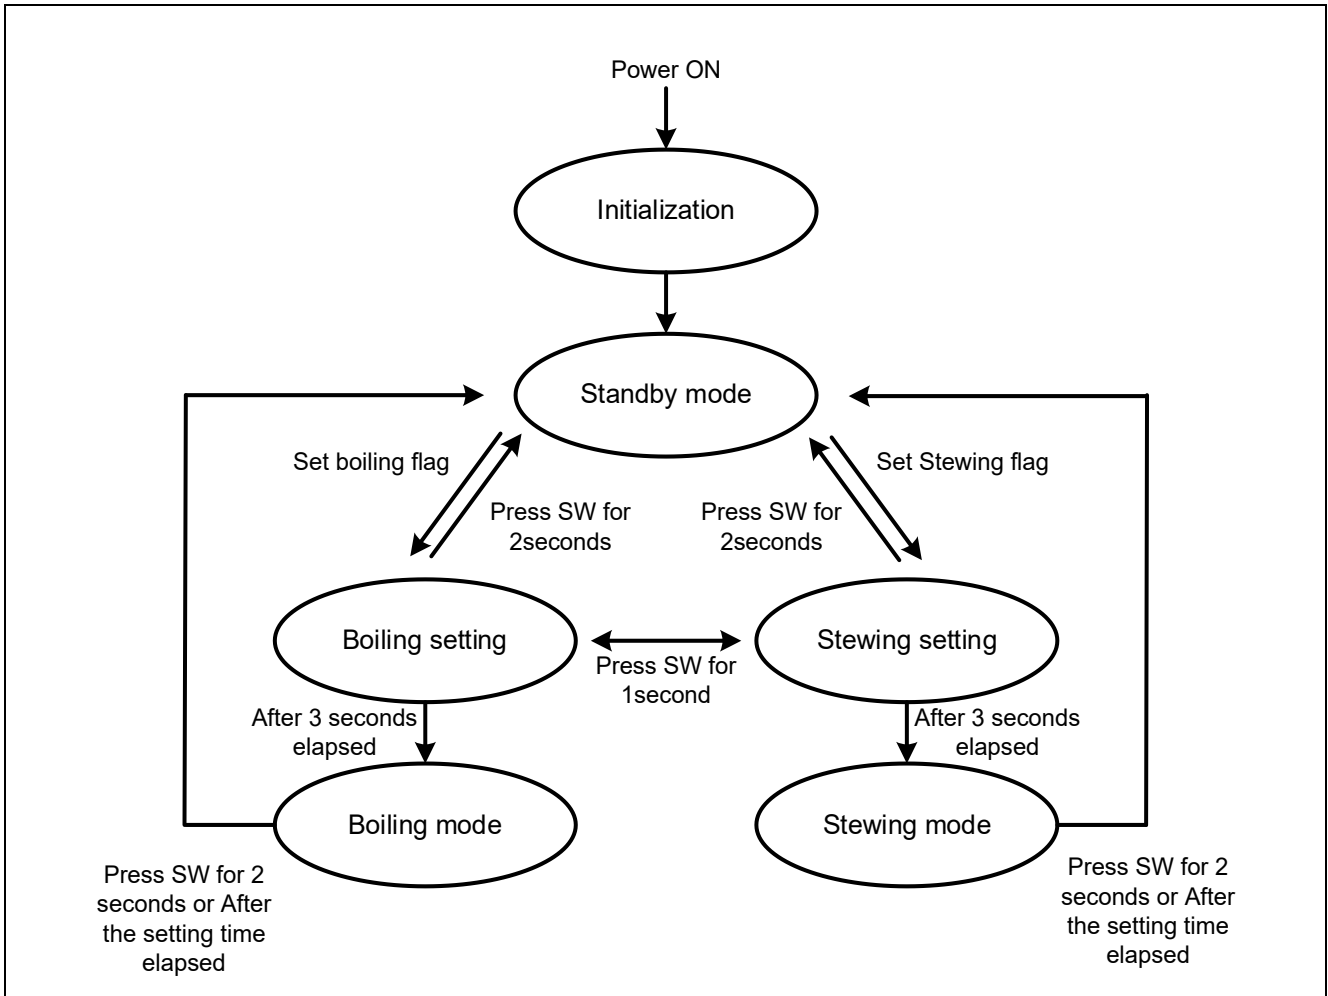 Power ON
Initialization
Standby mode
Set boiling flag
Set Stewing flag
Press SW for
2seconds
Press SW for
2seconds
Boiling setting
Stewing setting
Press SW for
1second
After 3 seconds
elapsed
After 3 seconds
elapsed
Boiling mode
Stewing mode
Press SW for 2
seconds or After
the setting time
elapsed
Press SW for 2
seconds or After
the setting time
elapsed